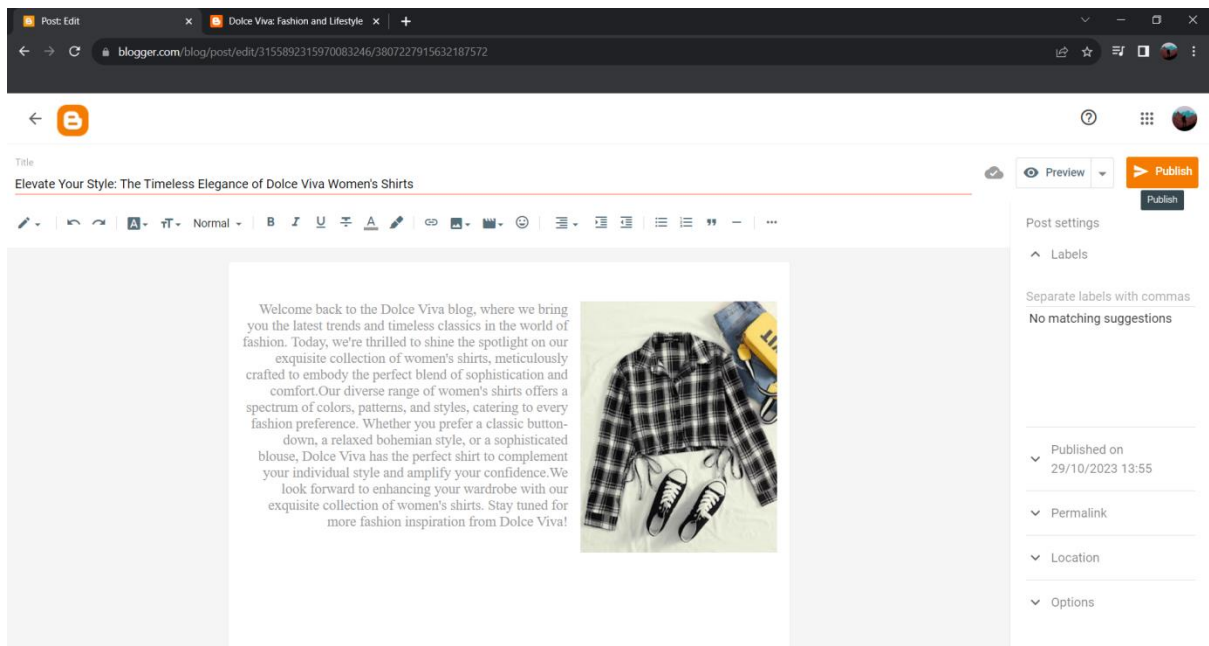 Post: Edit
Dolce Viva: Fashion and Lifestyle
blogger.com/blog/post/edit/3155892315970083246/3807227915632187572
Title
Elevate Your Style: The Timeless Elegance of Dolce Viva Women's Shirts
Preview
Publish
Publish
Normal
B I U A
Post settings
Labels
Separate labels with commas
No matching suggestions
Published on
29/10/2023 13:55
Permalink
Location
Options
Welcome back to the Dolce Viva blog, where we bring
you the latest trends and timeless classics in the world of
fashion. Today, we're thrilled to shine the spotlight on our
exquisite collection of women's shirts, meticulously
crafted to embody the perfect blend of sophistication and
comfort.Our diverse range of women's shirts offers a
spectrum of colors, patterns, and styles, catering to every
fashion preference. Whether you prefer a classic button-
down, a relaxed bohemian style, or a sophisticated
blouse, Dolce Viva has the perfect shirt to complement
your individual style and amplify your confidence.We
look forward to enhancing your wardrobe with our
exquisite collection of women's shirts. Stay tuned for
more fashion inspiration from Dolce Viva!